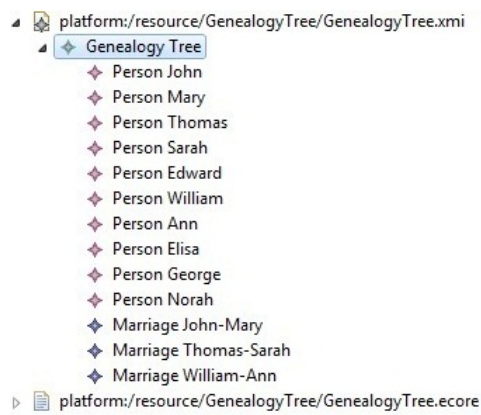 platform:/resource/GenealogyTree/GenealogyTree.xmi
Genealogy Tree
Person John
Person Mary
Person Thomas
Person Sarah
Person Edward
Person William
Person Ann
Person Elisa
Person George
Person Norah
Marriage John-Mary
Marriage Thomas-Sarah
Marriage William-Ann
platform:/resource/GenealogyTree/GenealogyTree.ecore